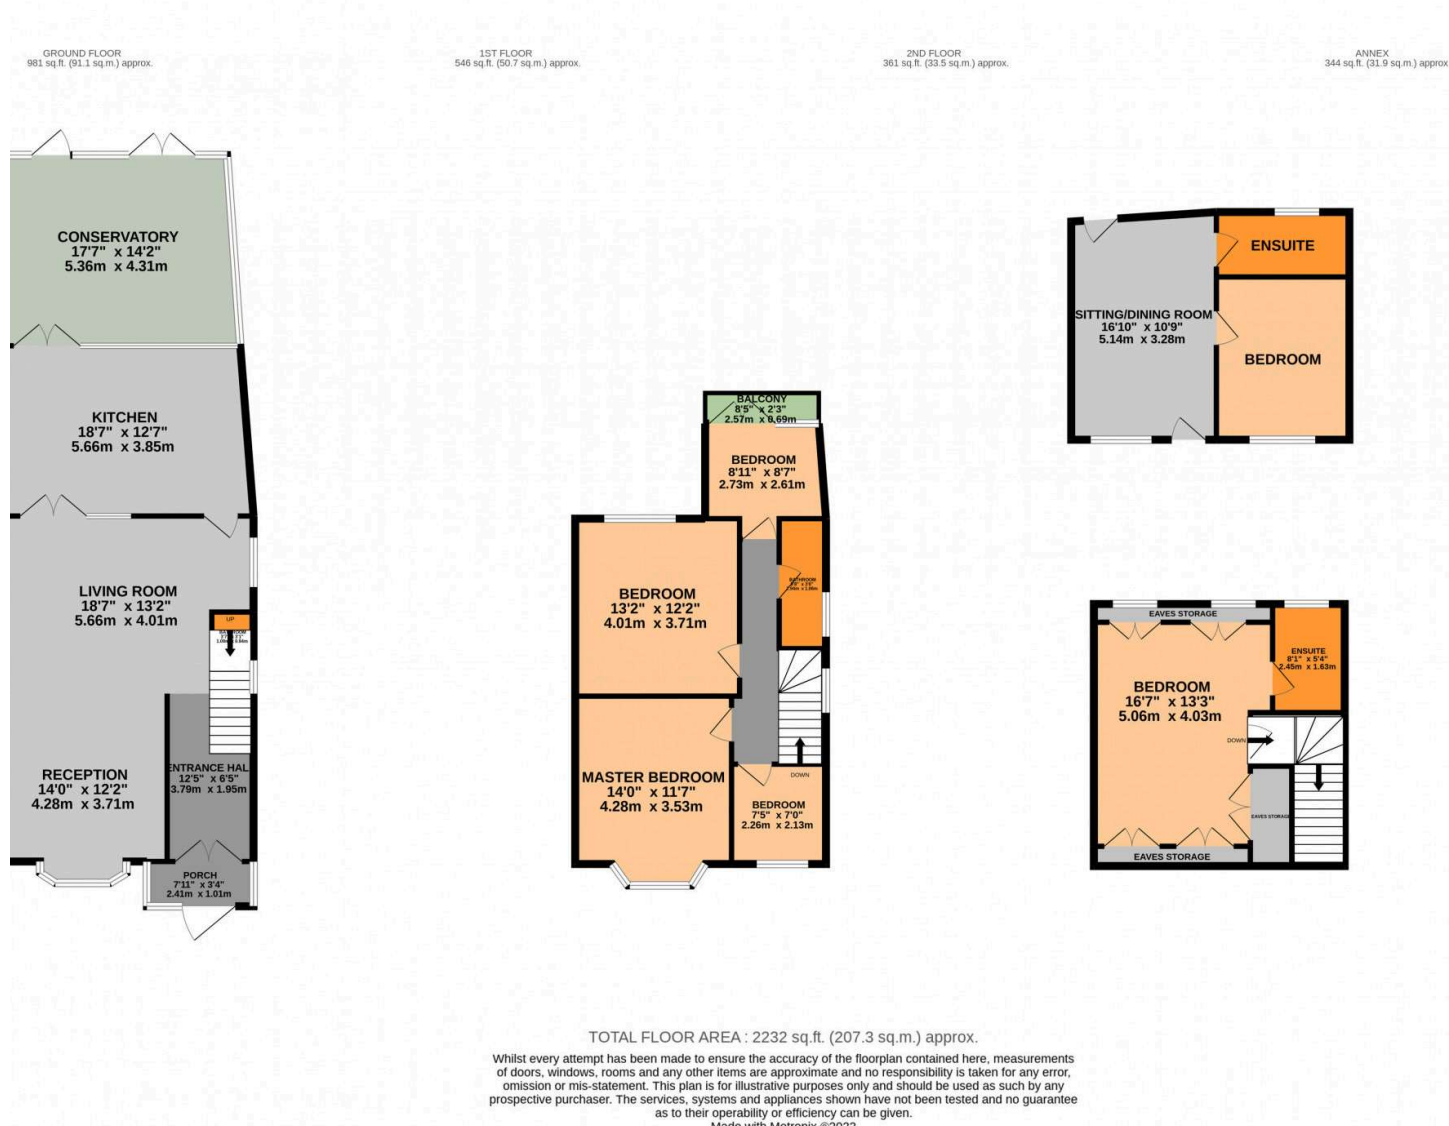 GROUND FLOOR
981 sq.ft. (91.1 sq.m.) approx.
1ST FLOOR
546 sq.ft. (50.7 sq.m.) approx.
2ND FLOOR
361 sq.ft. (33.5 sq.m.) approx.
ANNEX
344 sq.ft. (31.9 sq.m.) approx
CONSERVATORY
17'7" x 14'2"
5.36m x 4.31m
KITCHEN
18'7" x 12'7"
5.66m x 3.85m
LIVING ROOM
18'7" x 13'2"
5.66m x 4.01m
UP
RECEPTION
14'0" x 12'2"
4.28m x 3.71m
ENTRANCE HAL
12'5" x 6'5"
3.79m x 1.95m
PORCH
7'11" x 3'4"
2.41m x 1.01m
BALCONY
8'5" x 2'3"
2.57m x 0.69m
BEDROOM
8'11" x 8'7"
2.73m x 2.61m
BEDROOM
13'2" x 12'2"
4.01m x 3.71m
BATHROOM
MASTER BEDROOM
14'0" x 11'7"
4.28m x 3.53m
DOWN
BEDROOM
7'5" x 7'0"
2.26m x 2.13m
SITTING/DINING ROOM
16'10" x 10'9"
5.14m x 3.28m
ENSUITE
BEDROOM
EAVES STORAGE
ENSUITE
8'1" x 5'4"
2.45m x 1.63m
BEDROOM
16'7" x 13'3"
5.06m x 4.03m
DOWN
EAVES STORAGE
EAVES STORAGE
TOTAL FLOOR AREA : 2232 sq.ft. (207.3 sq.m.) approx.
Whilst every attempt has been made to ensure the accuracy of the floorplan contained here, measurements
of doors, windows, rooms and any other items are approximate and no responsibility is taken for any error,
omission or mis-statement. This plan is for illustrative purposes only and should be used as such by any
prospective purchaser. The services, systems and appliances shown have not been tested and no guarantee
as to their operability or efficiency can be given.
Made with Metropix ©2022